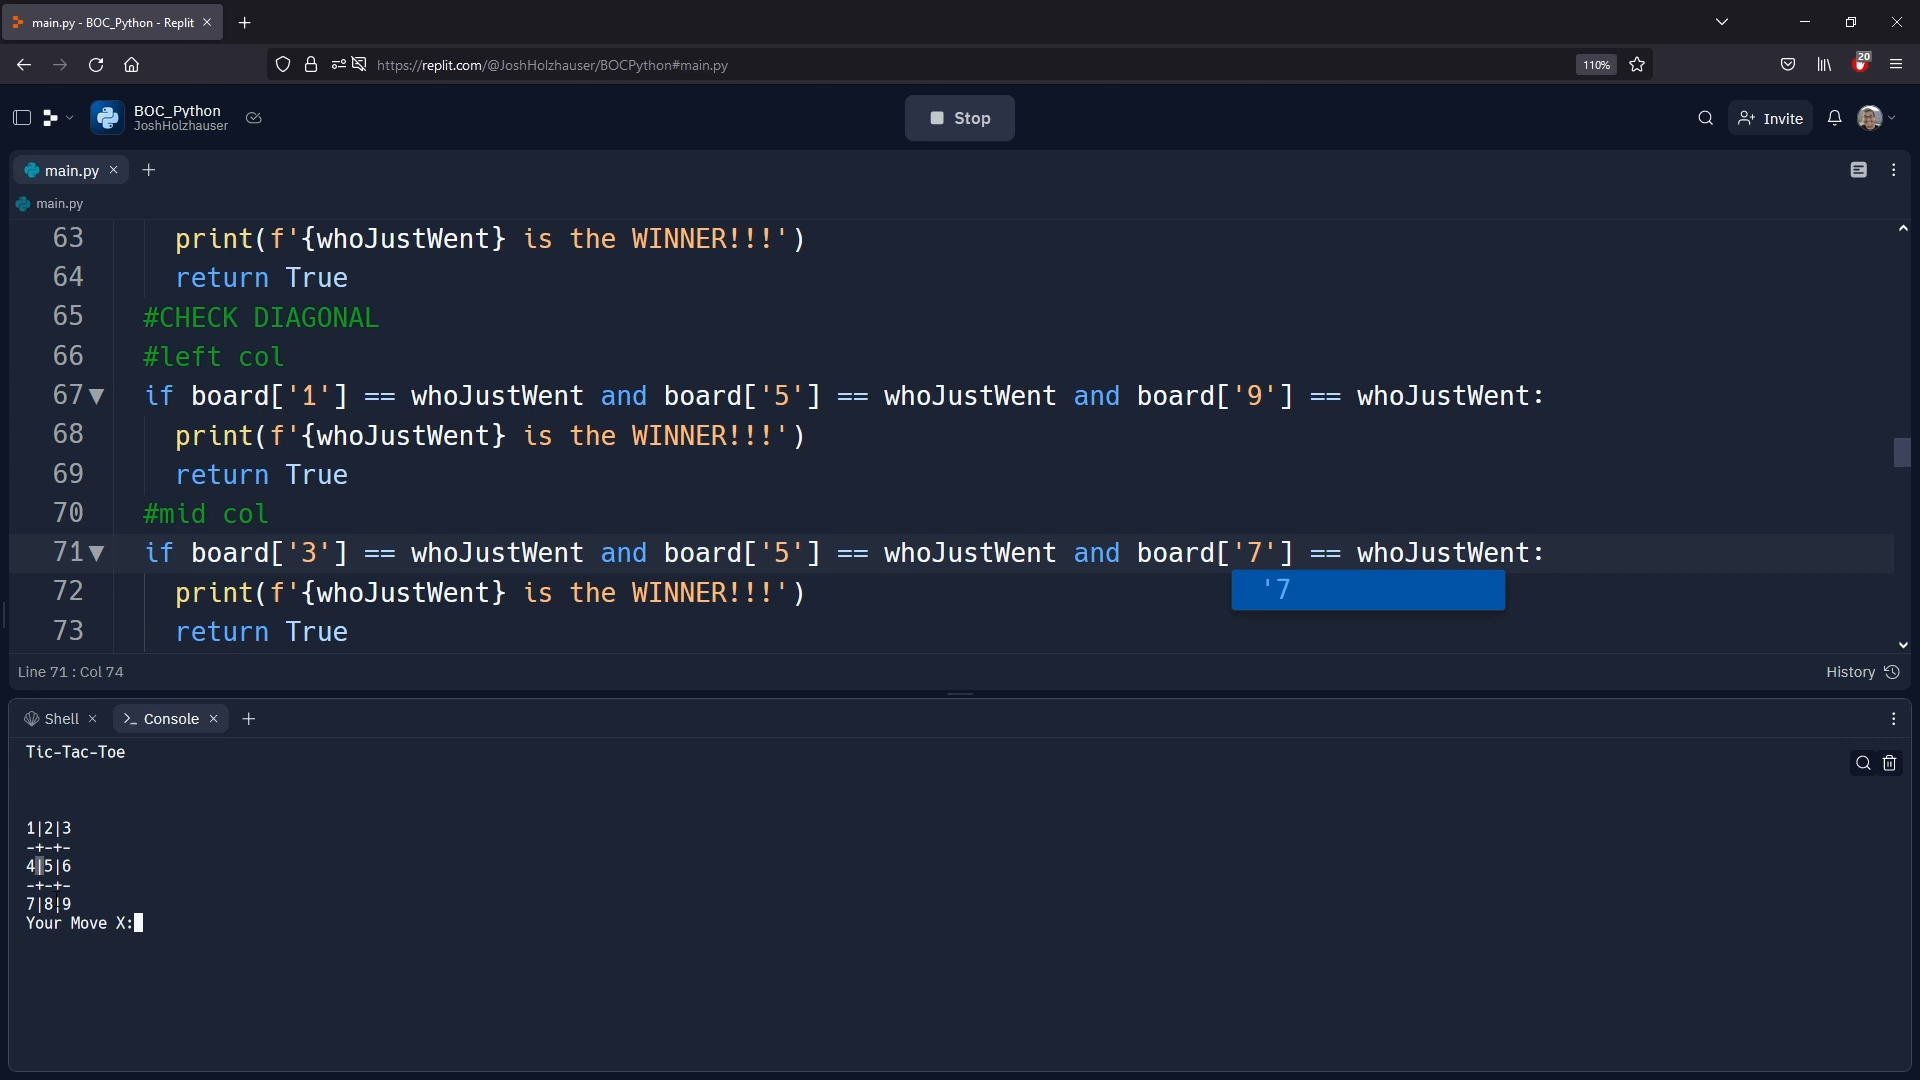 main.py - BOC_Python - Replit
https://replit.com/@JoshHolzhauser/BOCPython#main.py
110%
20
BOC_Python
JoshHolzhauser
Stop
Invite
main.py
main.py
63 print(f'{whoJustWent} is the WINNER!!!')
64 return True
65 #CHECK DIAGONAL
66 #left col
67 if board['1'] == whoJustWent and board['5'] == whoJustWent and board['9'] == whoJustWent:
68 print(f'{whoJustWent} is the WINNER!!!')
69 return True
70 #mid col
71 if board['3'] == whoJustWent and board['5'] == whoJustWent and board['7'] == whoJustWent:
'7
72 print(f'{whoJustWent} is the WINNER!!!')
73 return True
Line 71 : Col 74
History
Shell
Console
Tic-Tac-Toe
1|2|3
-+-+-
4|5|6
-+-+-
7|8|9
Your Move X: